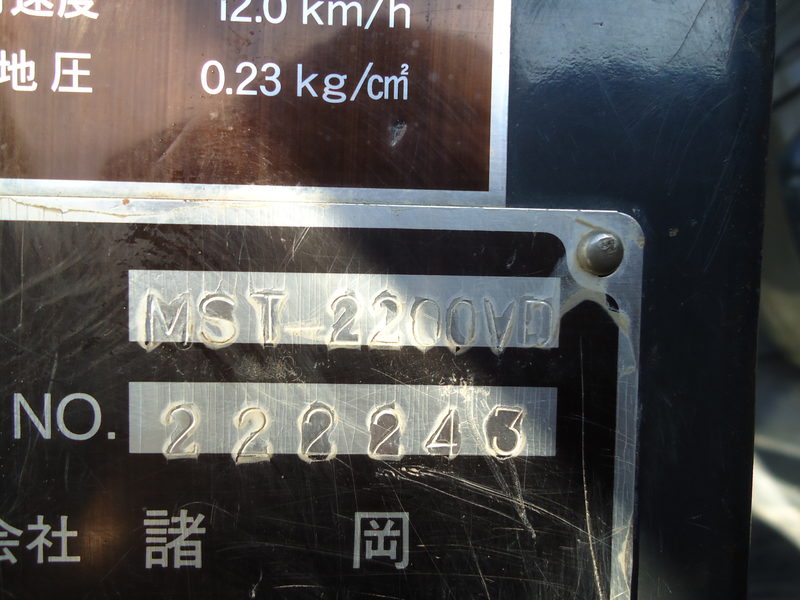 速度 12.0 km/h
地圧 0.23 kg/cm²
MST-2200VD
NO. 222243
会社 諸岡